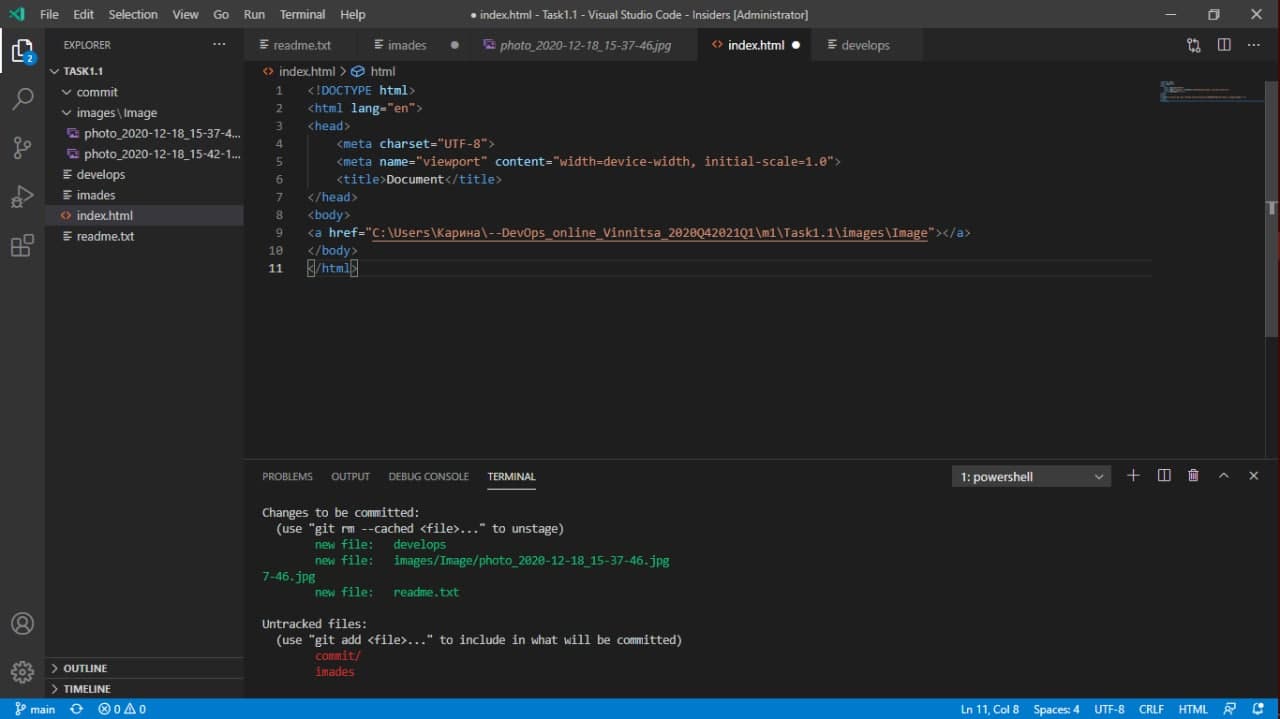 File Edit Selection View Go Run Terminal Help
● index.html - Task1.1 - Visual Studio Code - Insiders [Administrator]
2
EXPLORER
TASK1.1
commit
images\Image
photo_2020-12-18_15-37-4...
photo_2020-12-18_15-42-1...
develops
imades
index.html
readme.txt
OUTLINE
TIMELINE
readme.txt imades photo_2020-12-18_15-37-46.jpg index.html develops
index.html > html
1 <!DOCTYPE html>
2 <html lang="en">
3 <head>
4 <meta charset="UTF-8">
5 <meta name="viewport" content="width=device-width, initial-scale=1.0">
6 <title>Document</title>
7 </head>
8 <body>
9 <a href="C:\Users\Карина\--DevOps_online_Vinnitsa_2020Q42021Q1\m1\Task1.1\images\Image"></a>
10 </body>
11 </html>
PROBLEMS OUTPUT DEBUG CONSOLE TERMINAL
1: powershell
Changes to be committed:
(use "git rm --cached <file>..." to unstage)
new file: develops
new file: images/Image/photo_2020-12-18_15-37-46.jpg
7-46.jpg
new file: readme.txt
Untracked files:
(use "git add <file>..." to include in what will be committed)
commit/
imades
main 0 0 Ln 11, Col 8 Spaces: 4 UTF-8 CRLF HTML